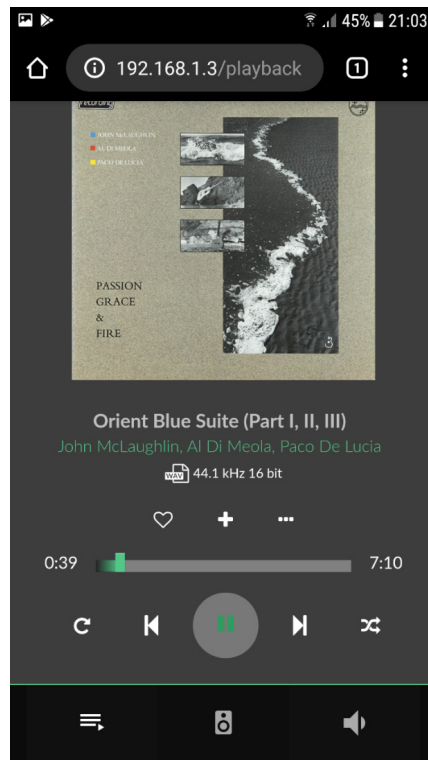 45% 21:03
192.168.1.3/playback 1
recording
JOHN McLAUGHLIN
AL DI MEOLA
PACO DE LUCIA
PASSION
GRACE
&
FIRE
Orient Blue Suite (Part I, II, III)
John McLaughlin, Al Di Meola, Paco De Lucia
WAV 44.1 kHz 16 bit
0:39 7:10